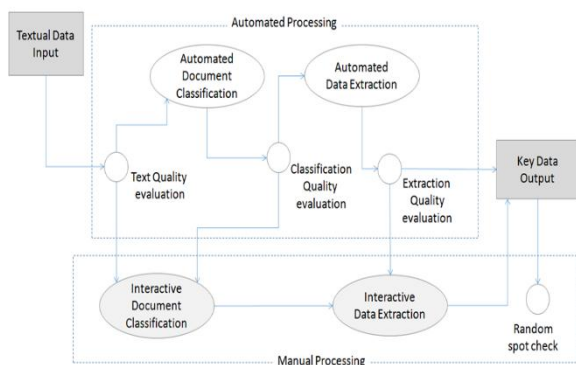 Automated Processing
Textual Data
Input
Automated
Document
Classification
Automated
Data Extraction
Text Quality
evaluation
Classification
Quality
evaluation
Extraction
Quality
evaluation
Key Data
Output
Interactive
Document
Classification
Interactive
Data Extraction
Random
spot check
Manual Processing